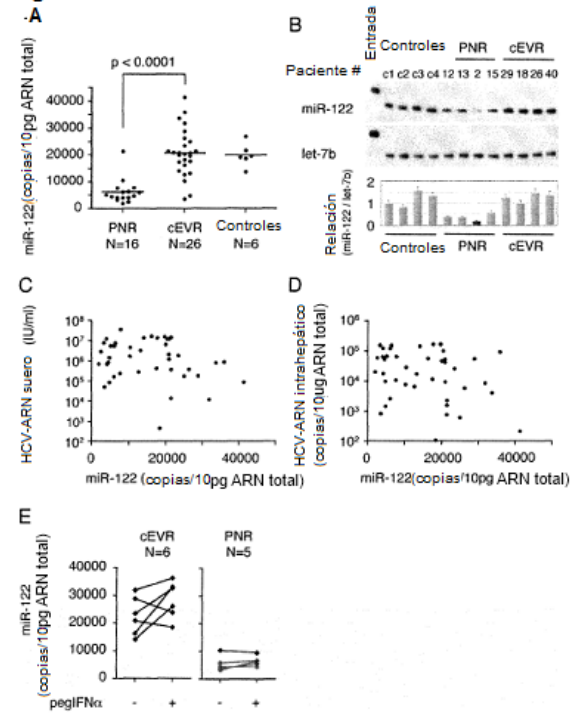 -A
p < 0.0001
miR-122 (copias/10pg ARN total)
40000
30000
20000
10000
0
PNR
N=16
cEVR
N=26
Controles
N=6
B
Entrada
Controles
PNR
cEVR
Paciente #
c1 c2 c3 c4 12 13 2 15 29 18 26 40
miR-122
let-7b
Relación
(miR-122 / let-7b)
2
1
0
Controles
PNR
cEVR
C
HCV-ARN suero (IU/ml)
10⁸
10⁷
10⁶
10⁵
10⁴
10³
10²
0
20000
40000
miR-122 (copias/10pg ARN total)
D
HCV-ARN intrahepático
(copias/10ug ARN total)
10⁶
10⁵
10⁴
10³
10²
0
20000
40000
miR-122(copias/10pg ARN total)
E
cEVR
N=6
PNR
N=5
miR-122
(copias/10pg ARN total)
40000
30000
20000
10000
0
pegIFNα
-
+
-
+